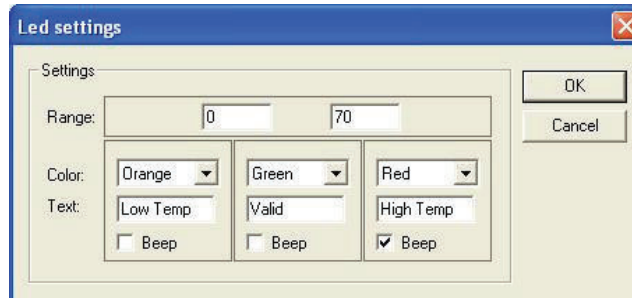 Led settings
Settings
OK
Range: 0 70
Cancel
Color: Orange Green Red
Text: Low Temp Valid High Temp
Beep Beep Beep